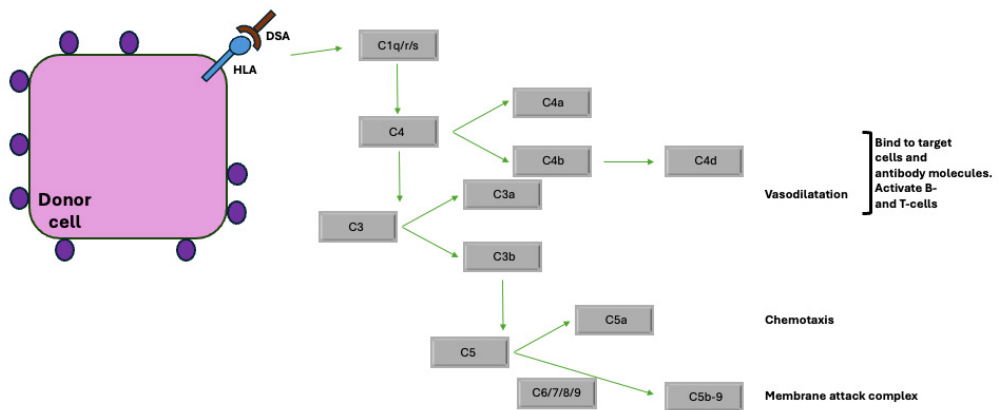 DSA
HLA
Donor
cell
C1q/r/s
C4
C4a
C4b
C4d
C3
C3a
C3b
C5
C5a
C6/7/8/9
C5b-9
Vasodilatation
Bind to target
cells and
antibody molecules.
Activate B-
and T-cells
Chemotaxis
Membrane attack complex